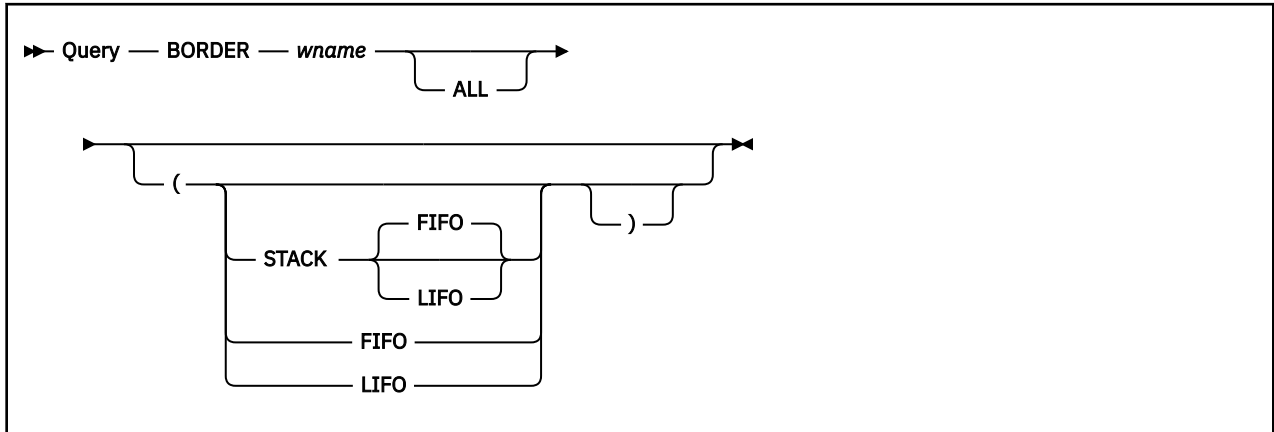 Query BORDER wname
ALL
(
FIFO
)
STACK
LIFO
FIFO
LIFO